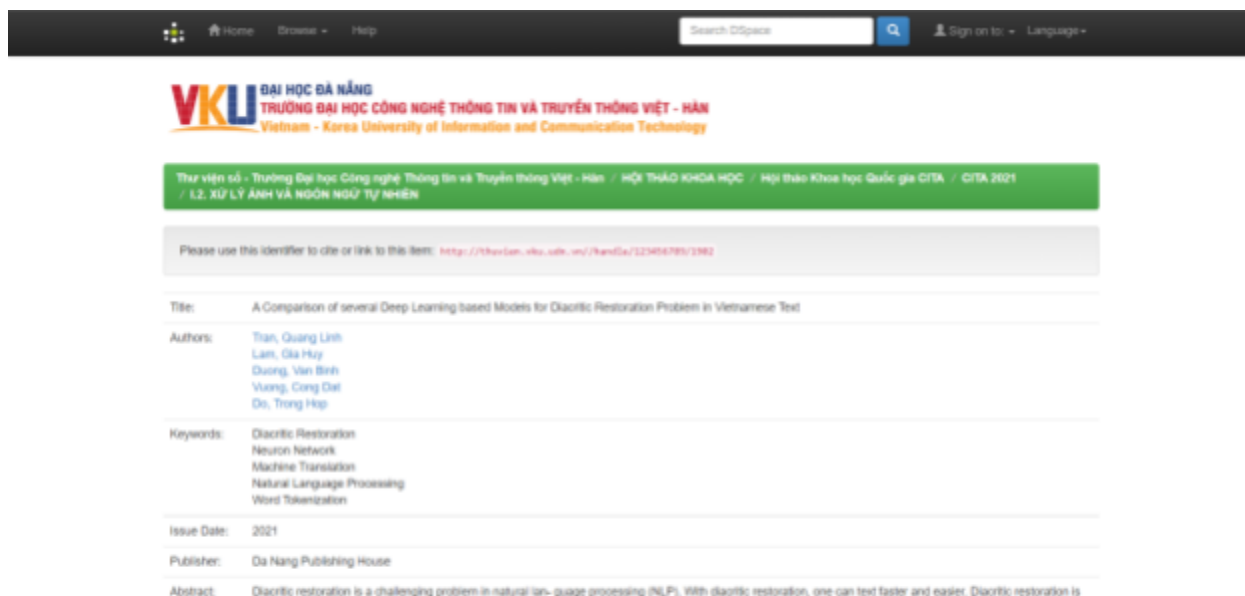 Home Browse Help Search DSpace Sign on to: Language
VKU
ĐẠI HỌC ĐÀ NẴNG
TRƯỜNG ĐẠI HỌC CÔNG NGHỆ THÔNG TIN VÀ TRUYỀN THÔNG VIỆT - HÀN
Vietnam - Korea University of Information and Communication Technology
Thư viện số - Trường Đại học Công nghệ Thông tin và Truyền thông Việt - Hàn / HỘI THẢO KHOA HỌC / Hội thảo Khoa học Quốc gia CITA / CITA 2021
/ I.2. XỬ LÝ ẢNH VÀ NGÔN NGỮ TỰ NHIÊN
Please use this identifier to cite or link to this item: http://thuvien.vku.udn.vn//handle/123456789/1982
Title: A Comparison of several Deep Learning based Models for Diacritic Restoration Problem in Vietnamese Text
Authors: Tran, Quang Linh
Lam, Gia Huy
Duong, Van Binh
Vuong, Cong Dat
Do, Trong Hop
Keywords: Diacritic Restoration
Neuron Network
Machine Translation
Natural Language Processing
Word Tokenization
Issue Date: 2021
Publisher: Da Nang Publishing House
Abstract: Diacritic restoration is a challenging problem in natural lan- guage processing (NLP). With diacritic restoration, one can text faster and easier. Diacritic restoration is